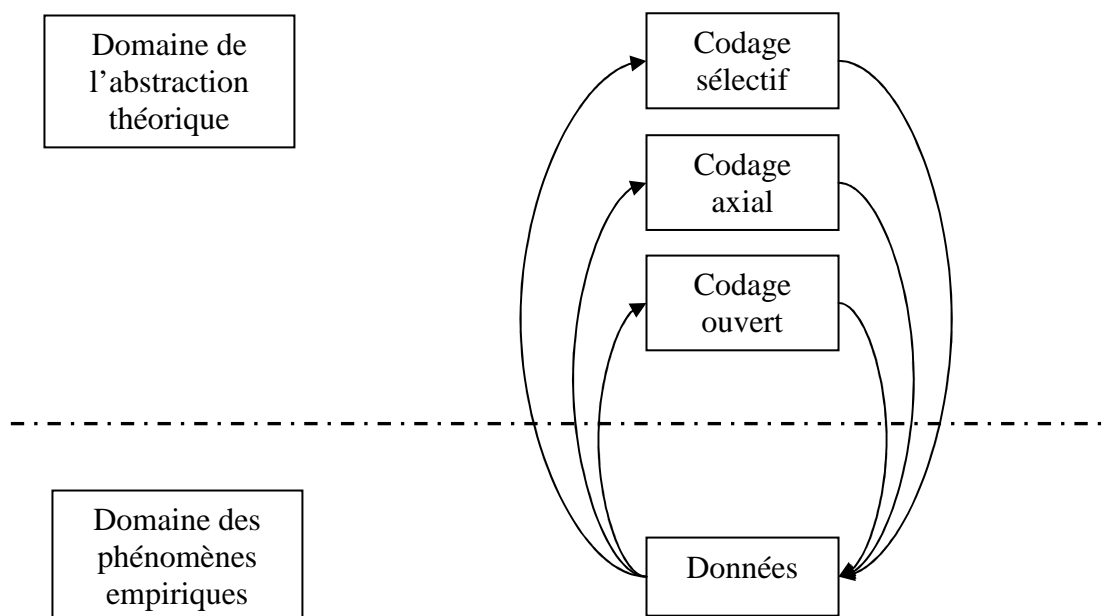 Domaine de
l’abstraction
théorique
Codage
sélectif
Codage
axial
Codage
ouvert
Domaine des
phénomènes
empiriques
Données